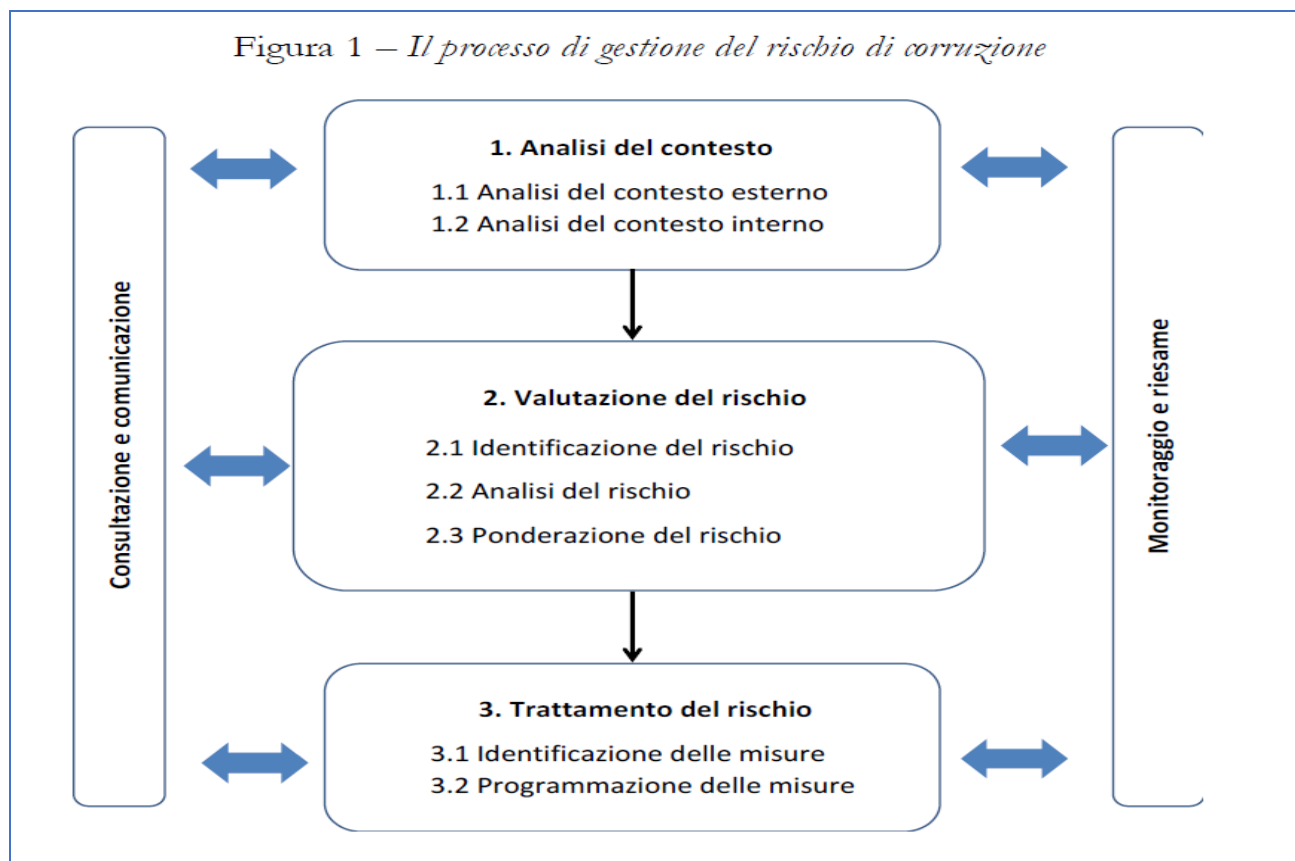 Figura 1 – Il processo di gestione del rischio di corruzione
Consultazione e comunicazione
1. Analisi del contesto
1.1 Analisi del contesto esterno
1.2 Analisi del contesto interno
2. Valutazione del rischio
2.1 Identificazione del rischio
2.2 Analisi del rischio
2.3 Ponderazione del rischio
3. Trattamento del rischio
3.1 Identificazione delle misure
3.2 Programmazione delle misure
Monitoraggio e riesame